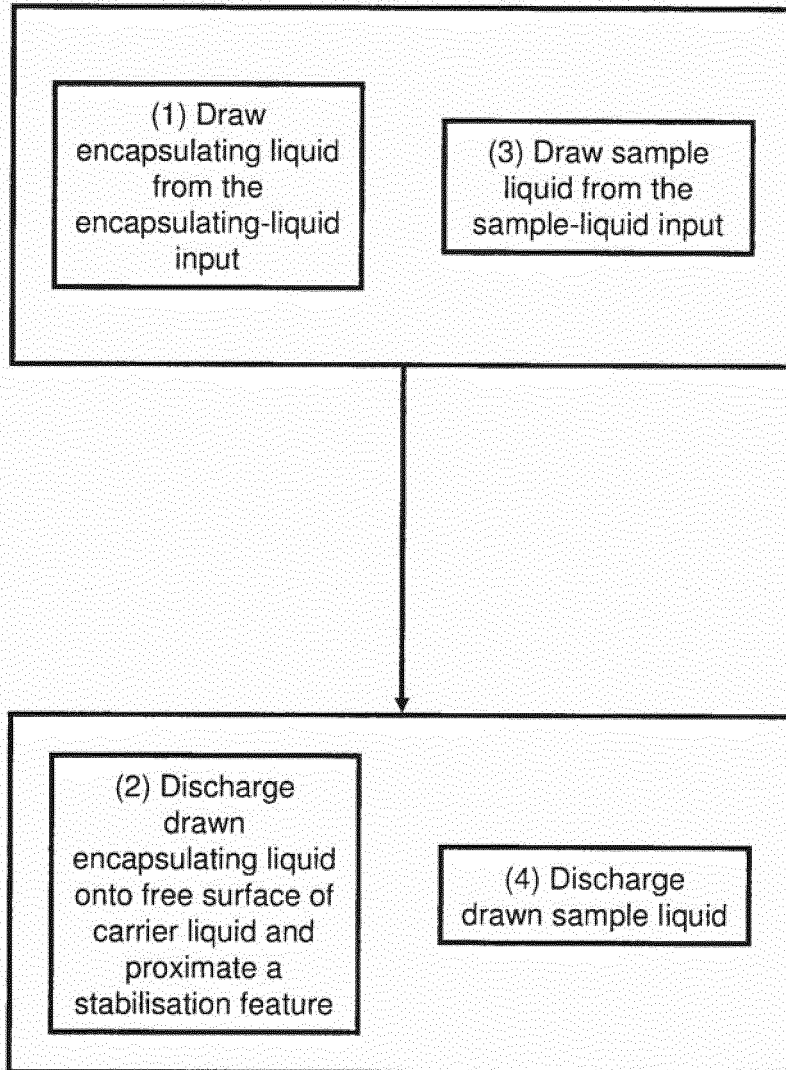 (1) Draw
encapsulating liquid
from the
encapsulating-liquid
input
(3) Draw sample
liquid from the
sample-liquid input
(2) Discharge
drawn
encapsulating liquid
onto free surface of
carrier liquid and
proximate a
stabilisation feature
(4) Discharge
drawn sample liquid